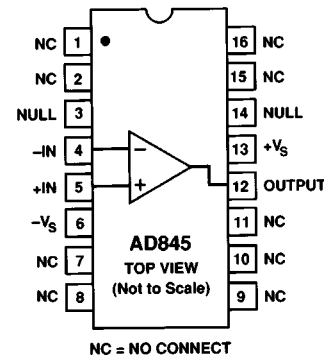 NC 1 16 NC
NC 2 15 NC
NULL 3 14 NULL
–IN 4 – 13 +VS
+IN 5 + 12 OUTPUT
–VS 6 11 NC
AD845
NC 7 TOP VIEW 10 NC
(Not to Scale)
NC 8 9 NC
NC = NO CONNECT